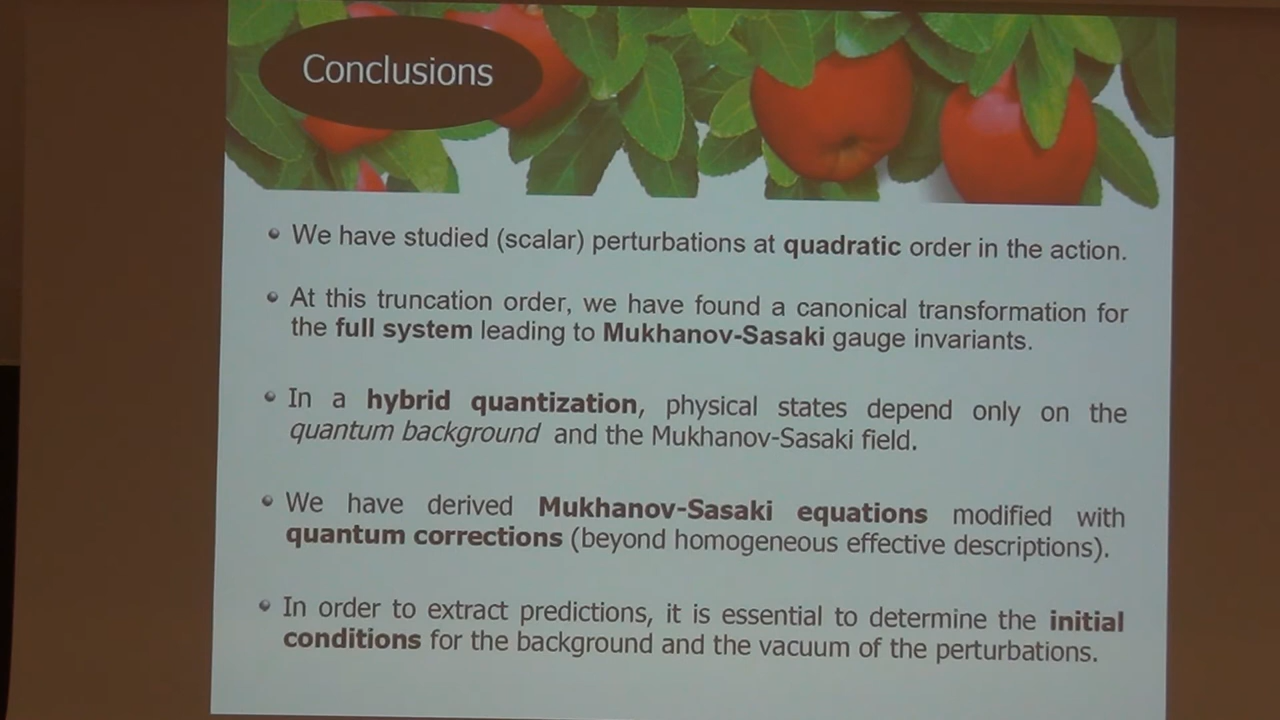 Conclusions
We have studied (scalar) perturbations at quadratic order in the action.
At this truncation order, we have found a canonical transformation for
the full system leading to Mukhanov-Sasaki gauge invariants.
In a hybrid quantization, physical states depend only on the
quantum background and the Mukhanov-Sasaki field.
We have derived Mukhanov-Sasaki equations modified with
quantum corrections (beyond homogeneous effective descriptions).
In order to extract predictions, it is essential to determine the initial
conditions for the background and the vacuum of the perturbations.